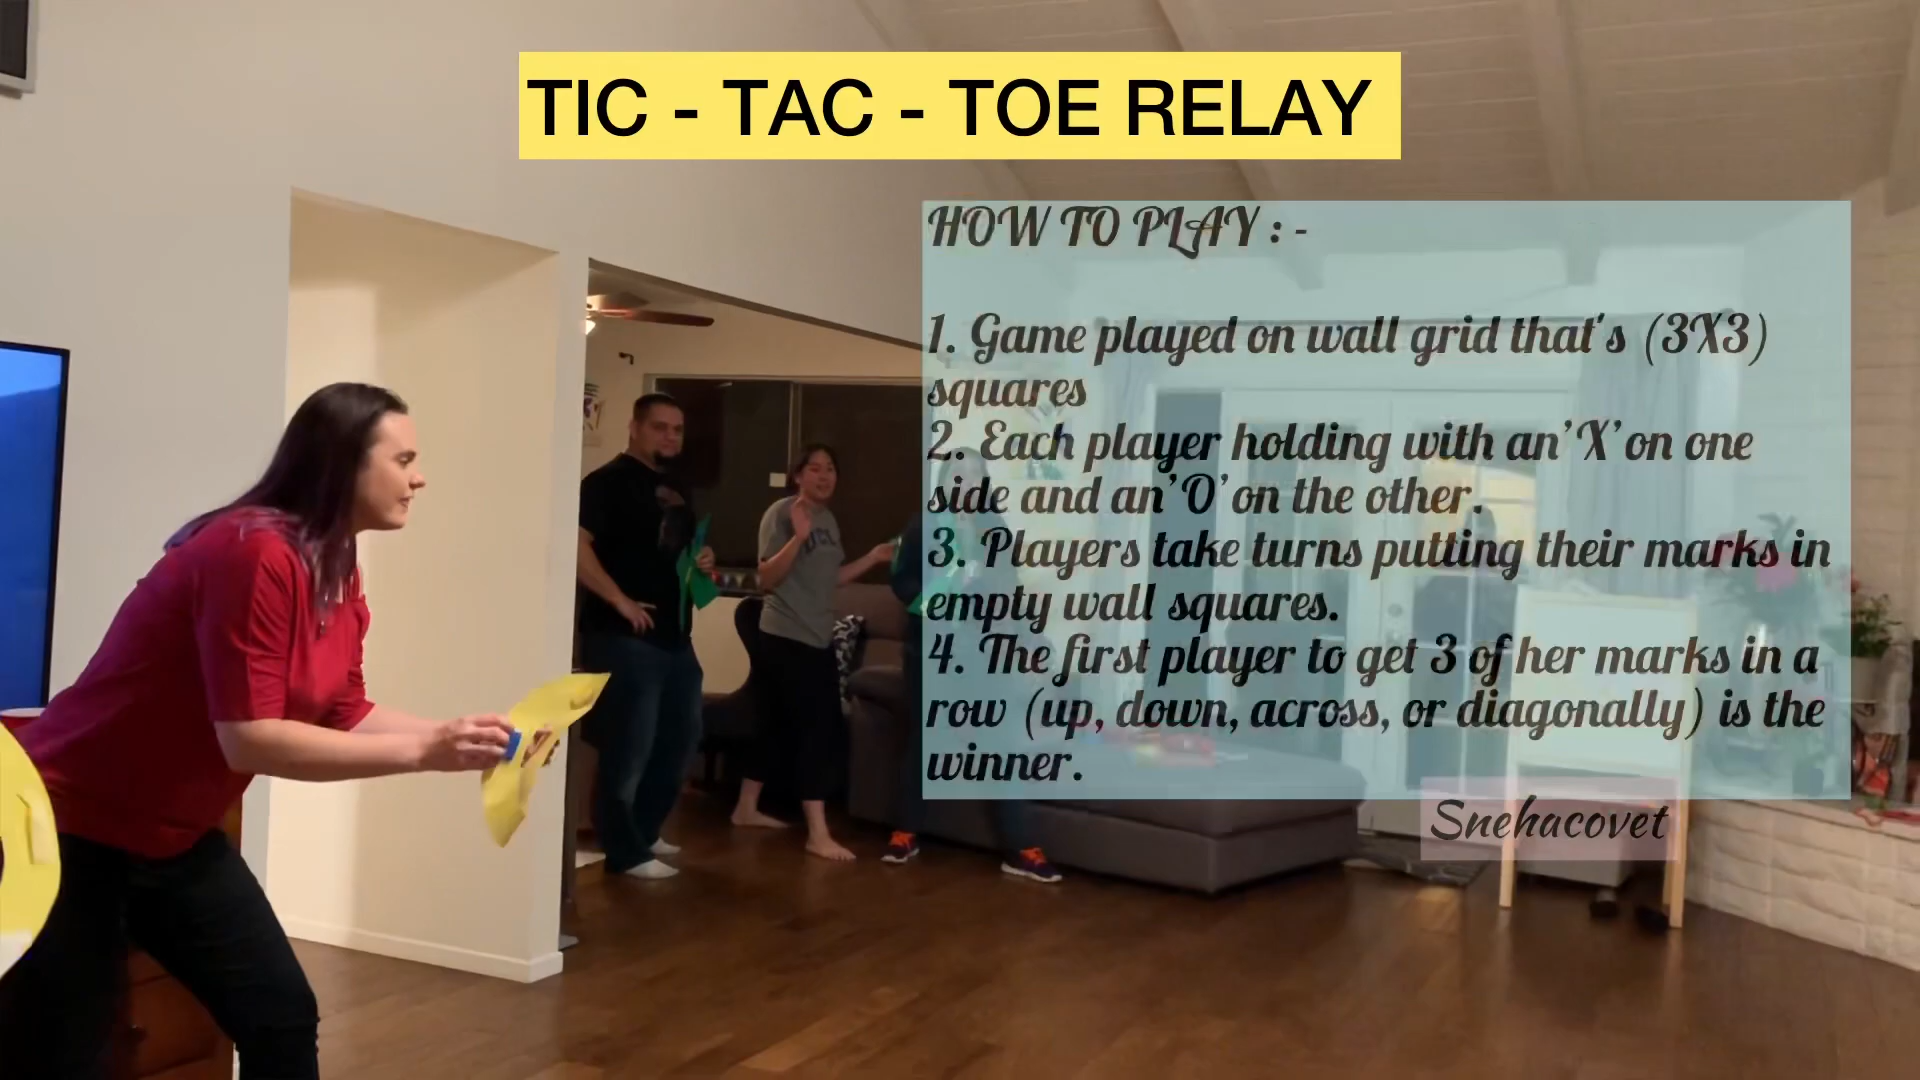 TIC - TAC - TOE RELAY
HOW TO PLAY : -
1. Game played on wall grid that's (3X3)
squares
2. Each player holding with an'X'on one
side and an'O'on the other.
3. Players take turns putting their marks in
empty wall squares.
4. The first player to get 3 of her marks in a
row (up, down, across, or diagonally) is the
winner.
Snehacovet